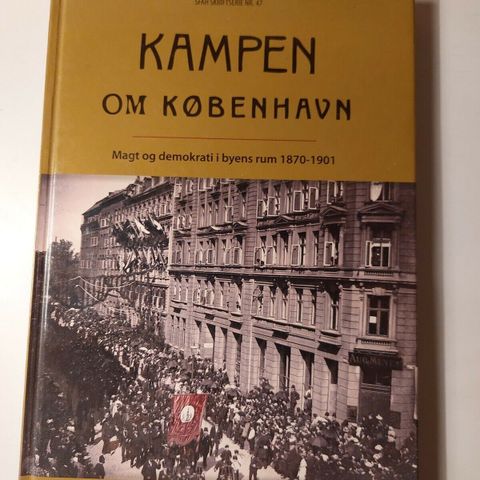 SFAH SKRIFTSERIE NR. 47
KAMPEN
OM KØBENHAVN
Magt og demokrati i byens rum 1870-1901